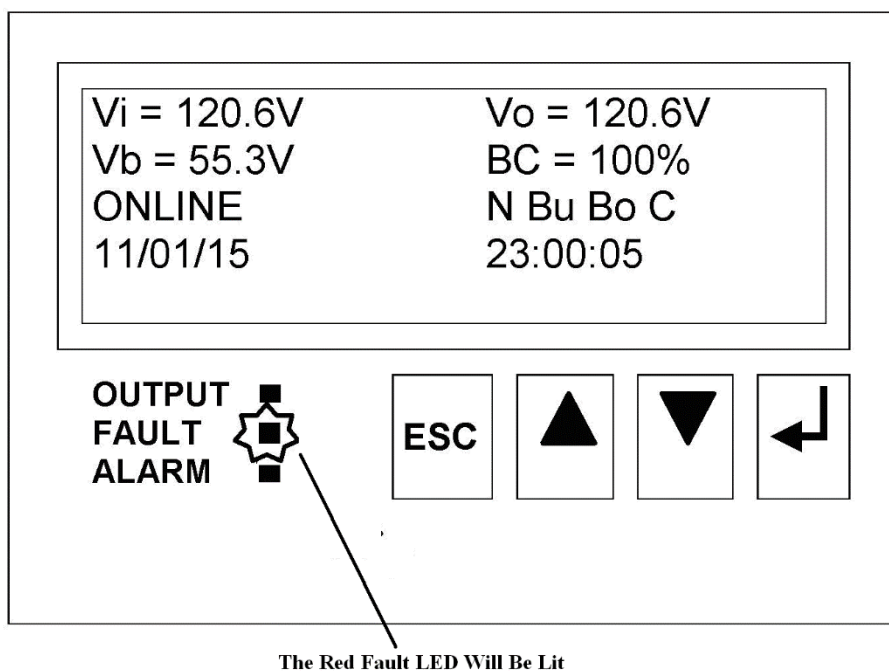 Vi = 120.6V Vo = 120.6V
Vb = 55.3V BC = 100%
ONLINE N Bu Bo C
11/01/15 23:00:05
OUTPUT
FAULT
ALARM
ESC
The Red Fault LED Will Be Lit